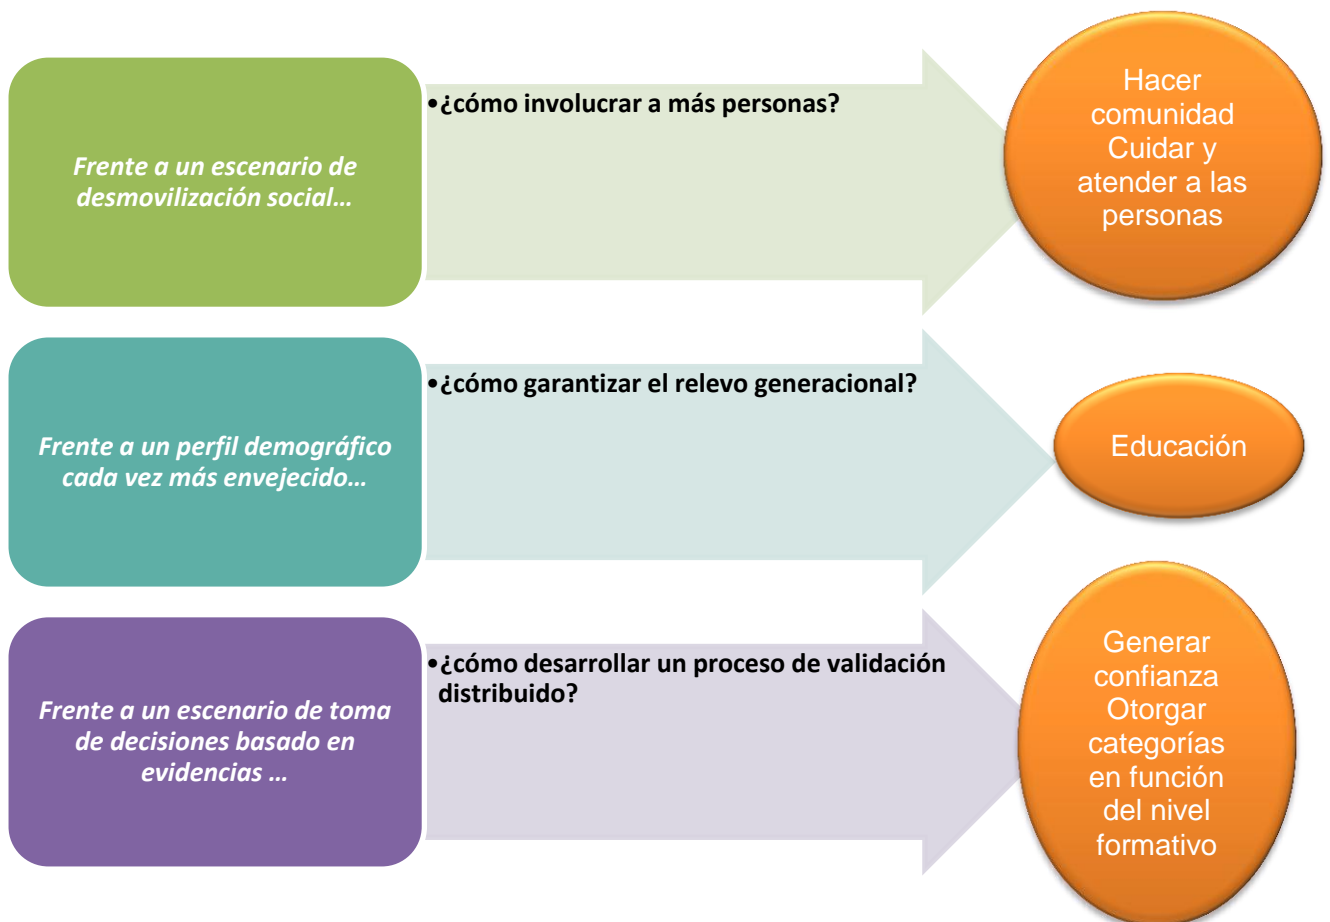 Frente a un escenario de
desmovilización social…
•¿cómo involucrar a más personas?
Hacer
comunidad
Cuidar y
atender a las
personas
Frente a un perfil demográfico
cada vez más envejecido…
•¿cómo garantizar el relevo generacional?
Educación
Frente a un escenario de toma
de decisiones basado en
evidencias …
•¿cómo desarrollar un proceso de validación
distribuido?
Generar
confianza
Otorgar
categorías
en función
del nivel
formativo